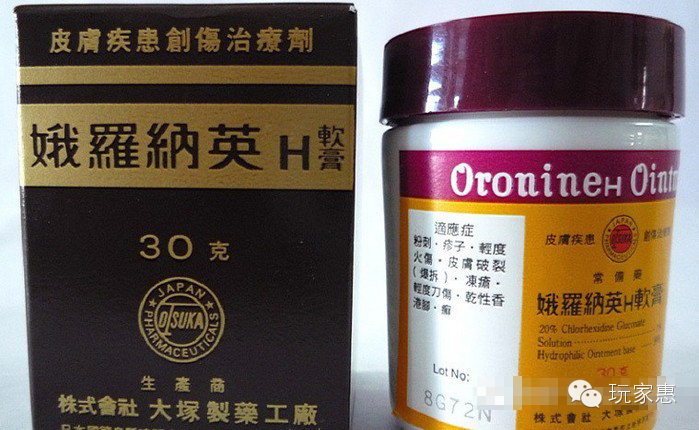 皮膚疾患創傷治療劑
娥羅納英H軟膏
30克
JAPAN
OTSUKA
PHARMACEUTICALS
生產商
株式會社 大塚製藥工廠
OronineH
適應症
粉刺·疹子·輕度
火傷·皮膚破裂
(爆拆)·凍瘡·
輕度刀傷·乾性香
港腳·癬
Lot No:
8G72N
皮膚疾患
JAPAN
OTSUKA
創傷治療
常備藥
娥羅納英H軟膏
20% Chlorhexidine Gluconate
Solution
Hydrophilic Ointment base
30克
株式會社
玩家惠